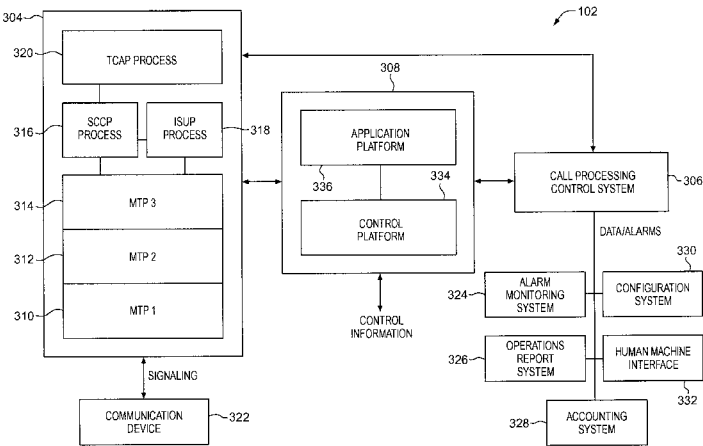 304
102
320
TCAP PROCESS
308
316
SCCP
PROCESS
ISUP
PROCESS
318
APPLICATION
PLATFORM
336
334
CALL PROCESSING
CONTROL SYSTEM
306
314
MTP 3
CONTROL
PLATFORM
312
MTP 2
DATA/ALARMS
330
324
ALARM
MONITORING
SYSTEM
CONFIGURATION
SYSTEM
310
MTP 1
CONTROL
INFORMATION
326
OPERATIONS
REPORT
SYSTEM
HUMAN MACHINE
INTERFACE
332
SIGNALING
COMMUNICATION
DEVICE
322
328
ACCOUNTING
SYSTEM